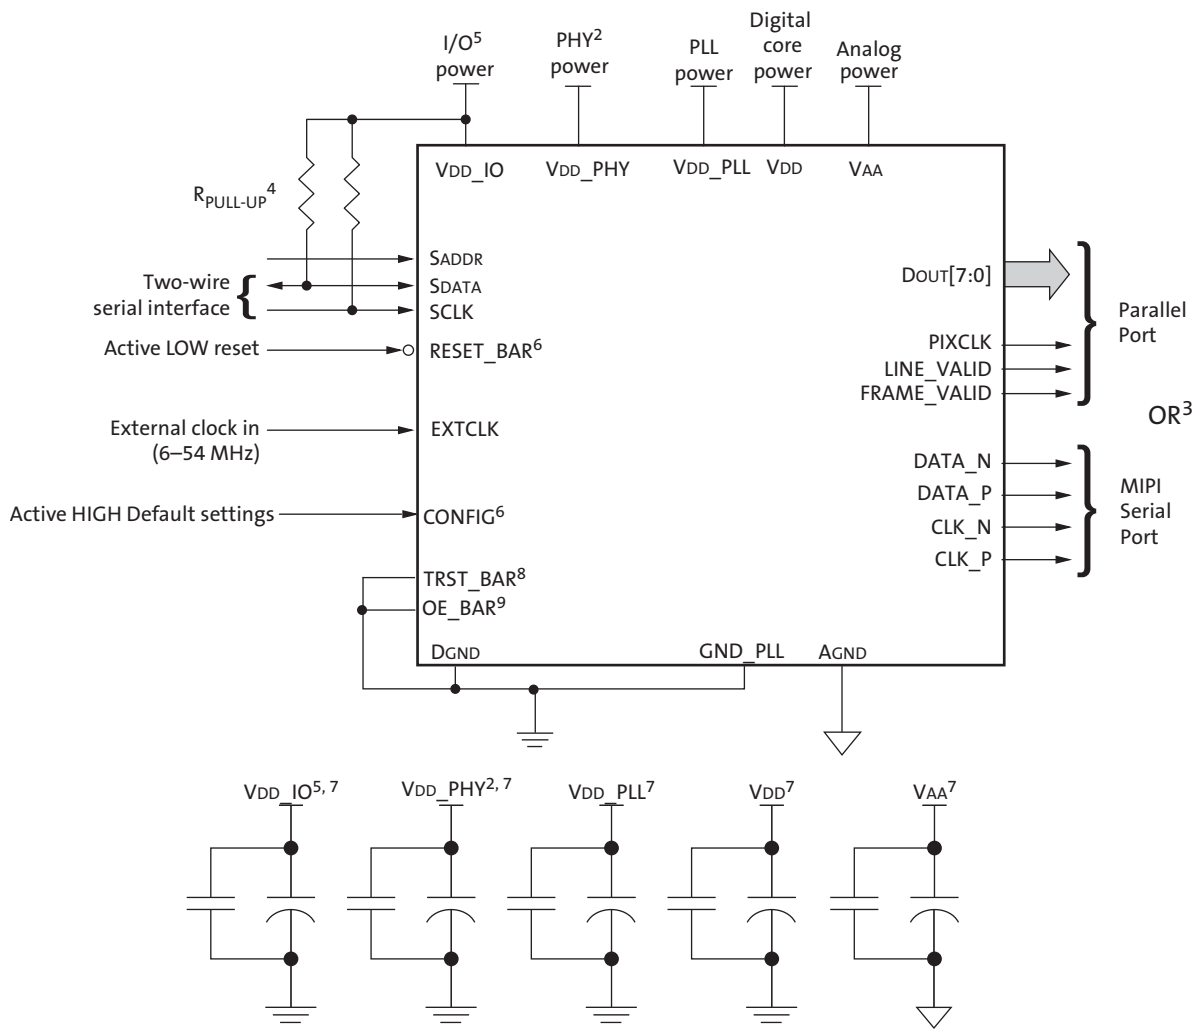 I/O5
power
PHY2
power
PLL
power
Digital
core
power
Analog
power
VDD_IO
VDD_PHY
VDD_PLL
VDD
VAA
RPULL-UP4
Two-wire
serial interface
SADDR
SDATA
SCLK
Active LOW reset
RESET_BAR6
External clock in
(6–54 MHz)
EXTCLK
Active HIGH Default settings
CONFIG6
TRST_BAR8
OE_BAR9
DOUT[7:0]
PIXCLK
LINE_VALID
FRAME_VALID
Parallel
Port
OR3
DATA_N
DATA_P
CLK_N
CLK_P
MIPI
Serial
Port
DGND
GND_PLL
AGND
VDD_IO5, 7
VDD_PHY2, 7
VDD_PLL7
VDD7
VAA7